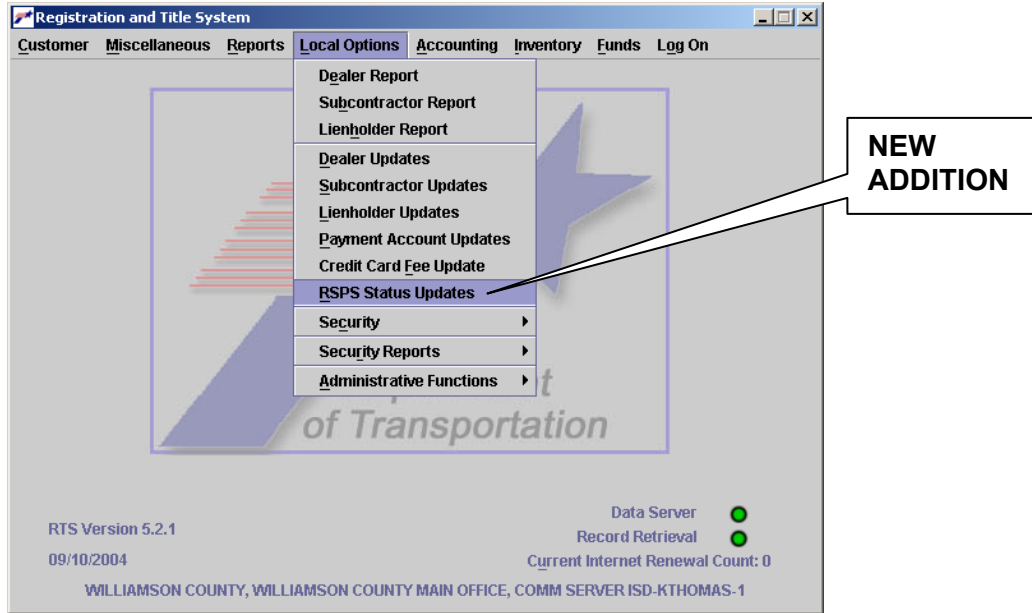 Registration and Title System
Customer Miscellaneous Reports Local Options Accounting Inventory Funds Log On
Dealer Report
Subcontractor Report
Lienholder Report
Dealer Updates
Subcontractor Updates
Lienholder Updates
Payment Account Updates
Credit Card Fee Update
RSPS Status Updates
Security
Security Reports
Administrative Functions
NEW
ADDITION
of Transportation
Data Server
RTS Version 5.2.1
Record Retrieval
09/10/2004
Current Internet Renewal Count: 0
WILLIAMSON COUNTY, WILLIAMSON COUNTY MAIN OFFICE, COMM SERVER ISD-KTHOMAS-1